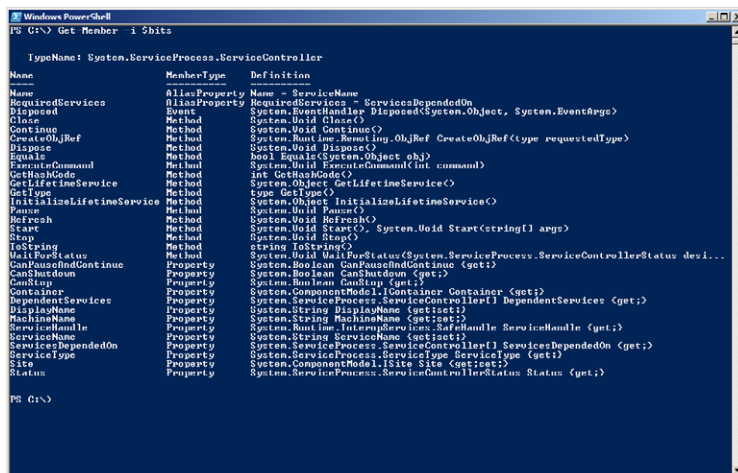 Windows PowerShell
PS C:\> Get-Member -i $bits
TypeName: System.ServiceProcess.ServiceController
Name MemberType Definition
---- ---------- ----------
Name AliasProperty Name = ServiceName
RequiredServices AliasProperty RequiredServices = ServicesDependedOn
Disposed Event System.EventHandler Disposed(System.Object, System.EventArgs)
Close Method System.Void Close()
Continue Method System.Void Continue()
CreateObjRef Method System.Runtime.Remoting.ObjRef CreateObjRef(type requestedType)
Dispose Method System.Void Dispose()
Equals Method bool Equals(System.Object obj)
ExecuteCommand Method System.Void ExecuteCommand(int command)
GetHashCode Method int GetHashCode()
GetLifetimeService Method System.Object GetLifetimeService()
GetType Method type GetType()
InitializeLifetimeService Method System.Object InitializeLifetimeService()
Pause Method System.Void Pause()
Refresh Method System.Void Refresh()
Start Method System.Void Start(), System.Void Start(string[] args)
Stop Method System.Void Stop()
ToString Method string ToString()
WaitForStatus Method System.Void WaitForStatus(System.ServiceProcess.ServiceControllerStatus desi...
CanPauseAndContinue Property System.Boolean CanPauseAndContinue {get;}
CanShutdown Property System.Boolean CanShutdown {get;}
CanStop Property System.Boolean CanStop {get;}
Container Property System.ComponentModel.IContainer Container {get;}
DependentServices Property System.ServiceProcess.ServiceController[] DependentServices {get;}
DisplayName Property System.String DisplayName {get;set;}
MachineName Property System.String MachineName {get;set;}
ServiceHandle Property System.Runtime.InteropServices.SafeHandle ServiceHandle {get;}
ServiceName Property System.String ServiceName {get;set;}
ServicesDependedOn Property System.ServiceProcess.ServiceController[] ServicesDependedOn {get;}
ServiceType Property System.ServiceProcess.ServiceType ServiceType {get;}
Site Property System.ComponentModel.ISite Site {get;set;}
Status Property System.ServiceProcess.ServiceControllerStatus Status {get;}
PS C:\>